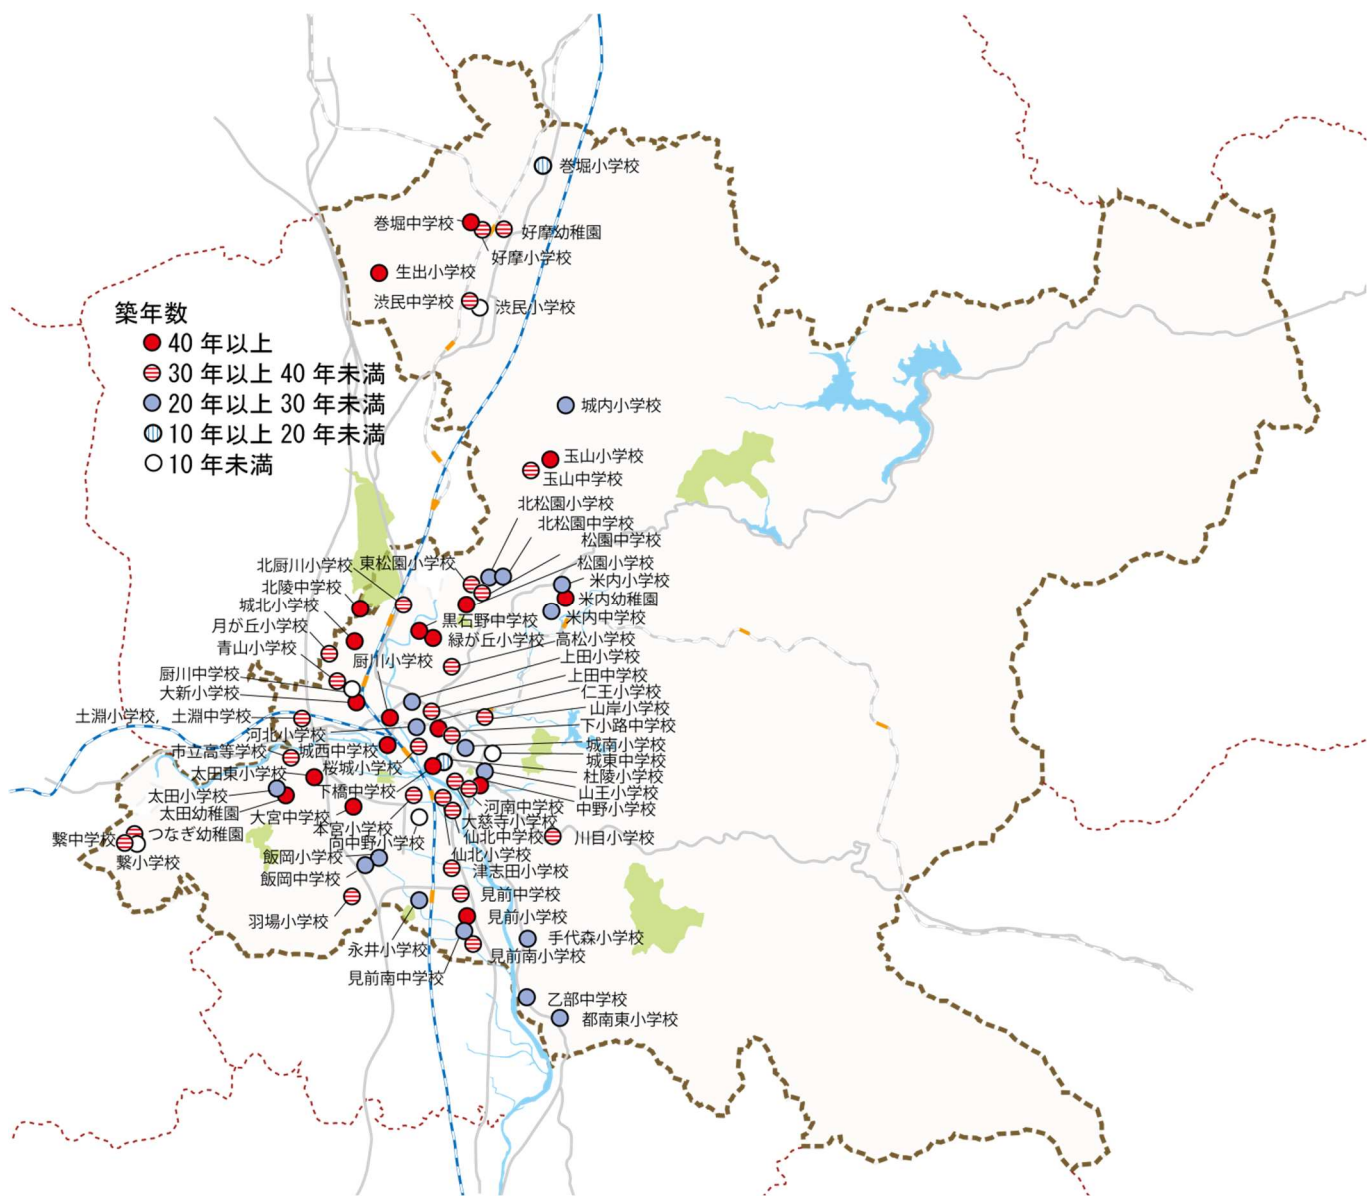 巻堀小学校
巻堀中学校
好摩幼稚園
好摩小学校
生出小学校
渋民中学校
渋民小学校
築年数
40 年以上
30 年以上 40 年未満
20 年以上 30 年未満
10 年以上 20 年未満
10 年未満
城内小学校
玉山小学校
玉山中学校
北松園小学校
北松園中学校
松園中学校
北厨川小学校
東松園小学校
松園小学校
米内小学校
北陵中学校
米内幼稚園
城北小学校
米内中学校
月が丘小学校
黒石野中学校
青山小学校
緑が丘小学校
高松小学校
厨川小学校
上田小学校
厨川中学校
上田中学校
大新小学校
仁王小学校
山岸小学校
土淵小学校，土淵中学校
下小路中学校
河北小学校
城南小学校
市立高等学校
城西中学校
城東中学校
太田東小学校
桜城小学校
杜陵小学校
下橋中学校
山王小学校
太田小学校
河南中学校
中野小学校
太田幼稚園
大宮中学校
大慈寺小学校
本宮小学校
仙北中学校
川目小学校
つなぎ幼稚園
繋中学校
向中野小学校
繋小学校
飯岡小学校
仙北小学校
津志田小学校
飯岡中学校
見前中学校
羽場小学校
見前小学校
永井小学校
手代森小学校
見前南小学校
見前南中学校
乙部中学校
都南東小学校